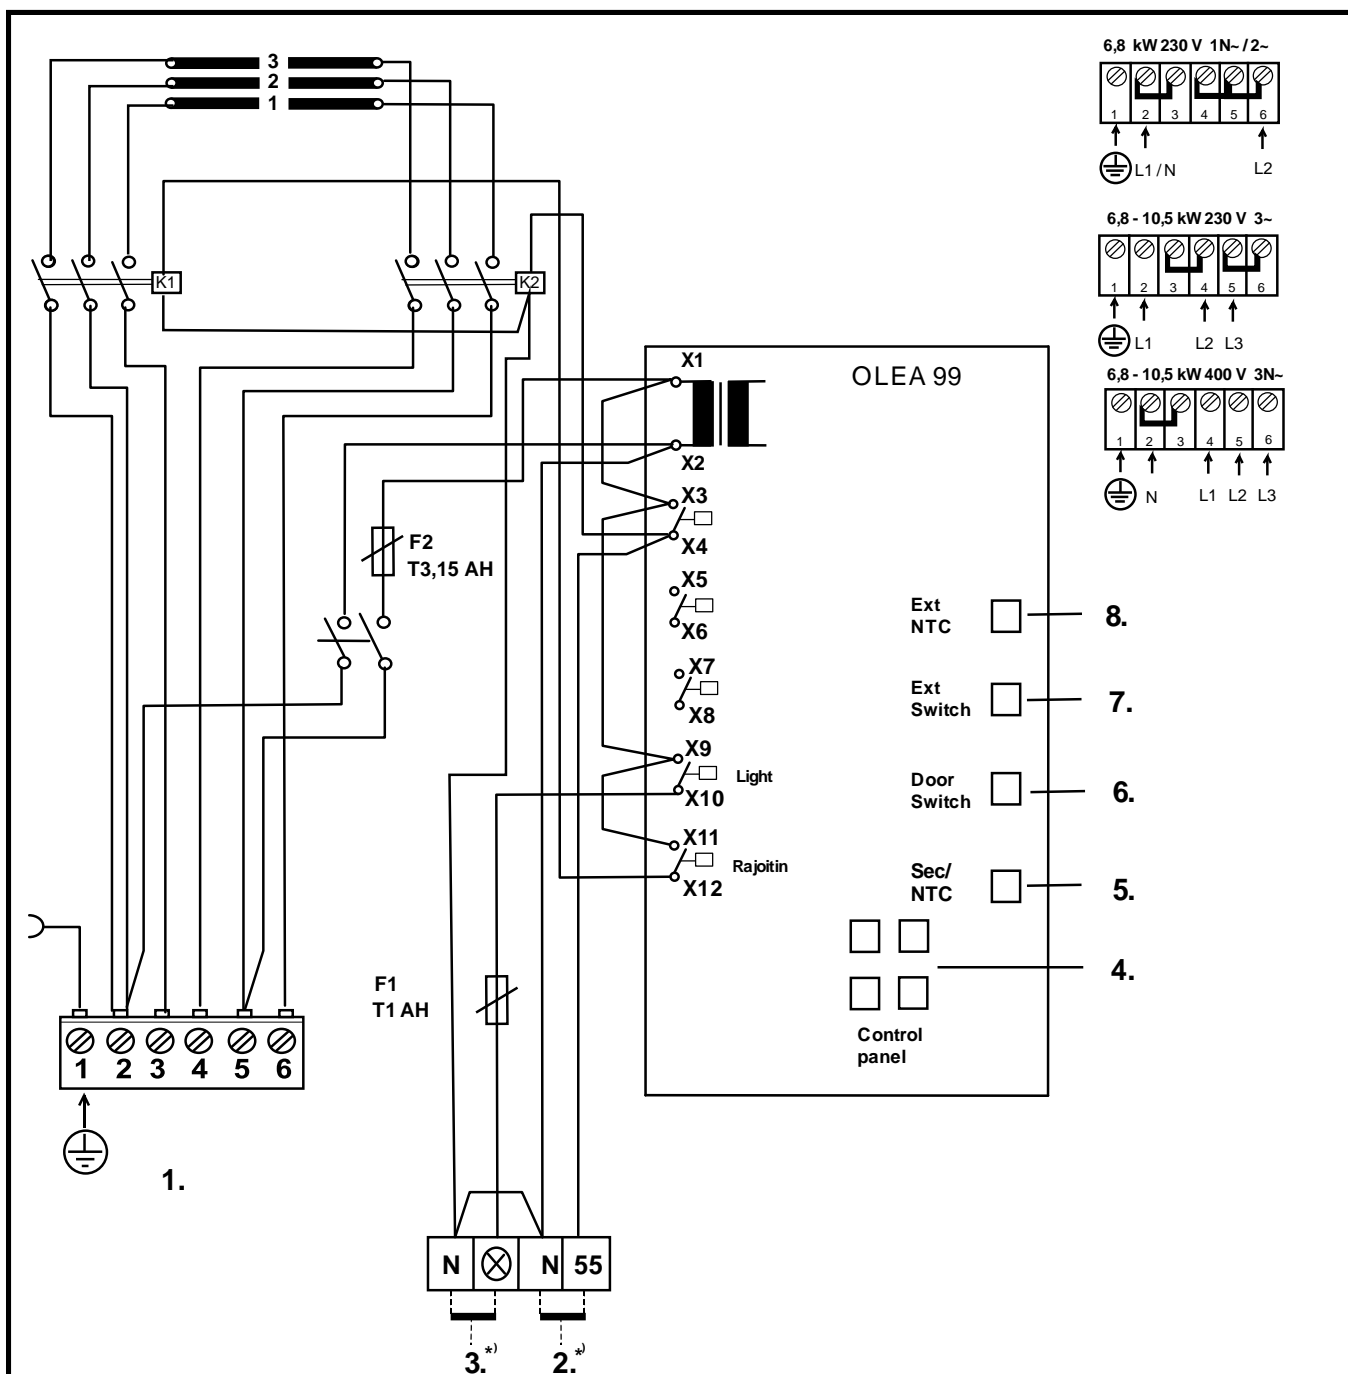 3
2
1
K1
K2
6,8 kW 230 V 1N~ / 2~
1 2 3 4 5 6
L1 / N L2
6,8 - 10,5 kW 230 V 3~
1 2 3 4 5 6
L1 L2 L3
6,8 - 10,5 kW 400 V 3N~
1 2 3 4 5 6
N L1 L2 L3
OLEA 99
X1
X2
X3
X4
X5
X6
X7
X8
X9
Light
X10
X11
Rajoitin
X12
F2
T3,15 AH
Ext
NTC
8.
Ext
Switch
7.
Door
Switch
6.
Sec/
NTC
5.
4.
Control
panel
F1
T1 AH
1 2 3 4 5 6
1.
N N 55
3.*)
2.*)